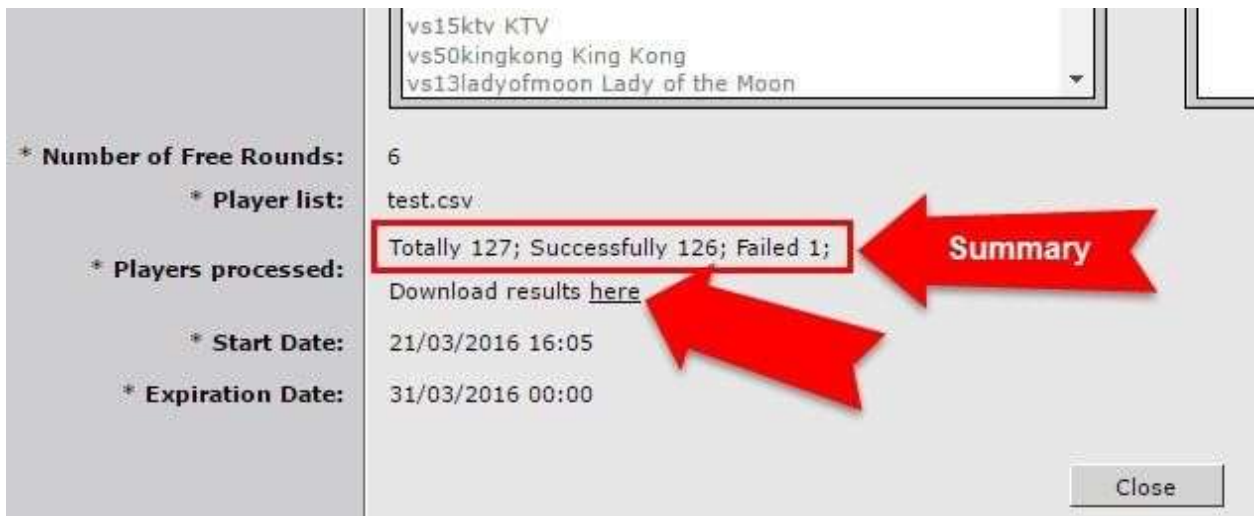 vs15ktv KTV
vs50kingkong King Kong
vs13ladyofmoon Lady of the Moon
* Number of Free Rounds: 6
* Player list: test.csv
* Players processed: Totally 127; Successfully 126; Failed 1;
Summary
Download results here
* Start Date: 21/03/2016 16:05
* Expiration Date: 31/03/2016 00:00
Close